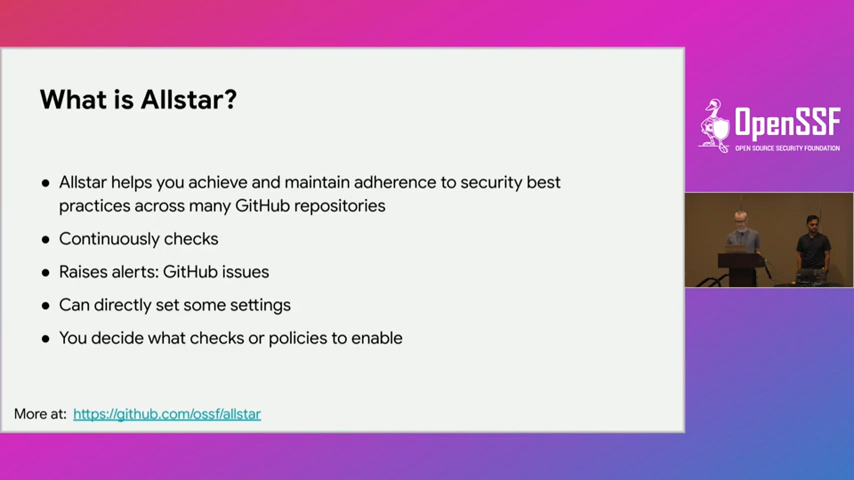 What is Allstar?
● Allstar helps you achieve and maintain adherence to security best
practices across many GitHub repositories
● Continuously checks
● Raises alerts: GitHub issues
● Can directly set some settings
● You decide what checks or policies to enable
More at: https://github.com/ossf/allstar
OpenSSF
OPEN SOURCE SECURITY FOUNDATION